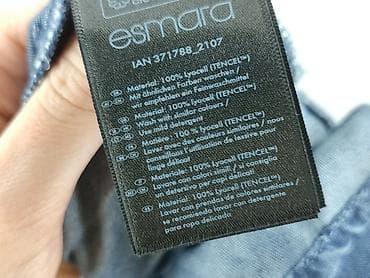 esmara
IAN 371788_2107
Material: 100% Lyocell (TENCEL™)
Mit ähnlichen Farben waschen /
wir empfehlen ein Feinwaschmittel
Material: 100% Lyocell (TENCEL™)
Wash with similar colours /
Use mild detergent
Matière: 100 % lyocell (TENCEL™)
Laver avec des couleurs similaires / nous
conseillons l'utilisation de lessive pour
linge délicat
Materiale: 100% Lyocell (TENCEL™)
Lavare con colori simili / si consiglia
un detersivo per capi delicati
Material: 100% Lyocell (TENCEL™)
Lavar con prendas de colores similares /
Se recomienda lavar con detergente
para ropa delicada